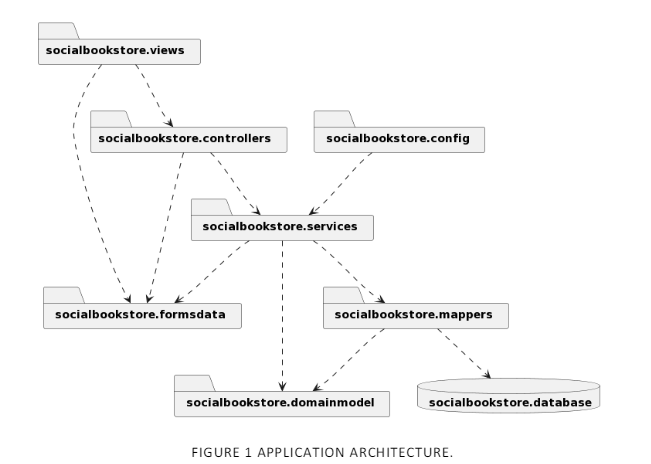 socialbookstore.views
socialbookstore.controllers
socialbookstore.config
socialbookstore.services
socialbookstore.formsdata
socialbookstore.mappers
socialbookstore.domainmodel
socialbookstore.database
FIGURE 1 APPLICATION ARCHITECTURE.